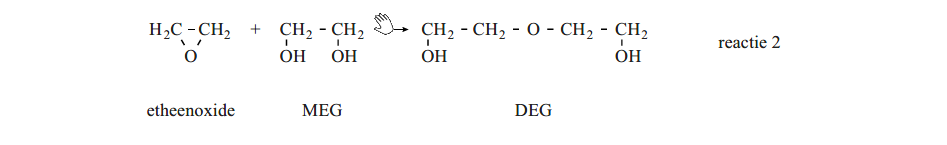 H₂C - CH₂ + CH₂ - CH₂ → CH₂ - CH₂ - O - CH₂ - CH₂ reactie 2
O OH OH OH OH
etheenoxide MEG DEG